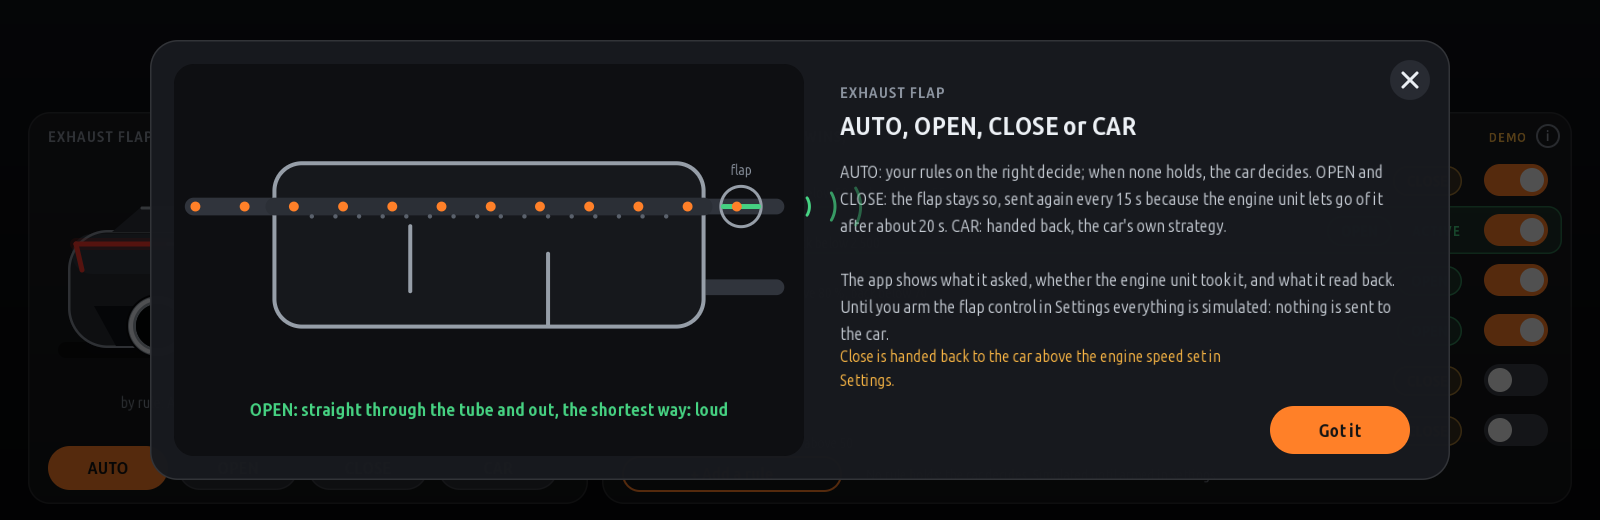 EXHAUST FLAP
AUTO, OPEN, CLOSE or CAR
AUTO: your rules on the right decide; when none holds, the car decides. OPEN and
CLOSE: the flap stays so, sent again every 15 s because the engine unit lets go of it
after about 20 s. CAR: handed back, the car's own strategy.
The app shows what it asked, whether the engine unit took it, and what it read back.
Until you arm the flap control in Settings everything is simulated: nothing is sent to
the car.
Close is handed back to the car above the engine speed set in
Settings.
Got it
flap
OPEN: straight through the tube and out, the shortest way: loud
EXHAUST FLAP
DEMO
i
by ru
AUTO